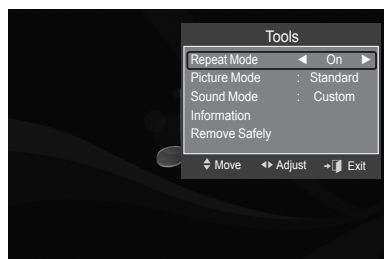 Tools
Repeat Mode ◀ On ▶
Picture Mode : Standard
Sound Mode : Custom
Information
Remove Safely
Move Adjust Exit